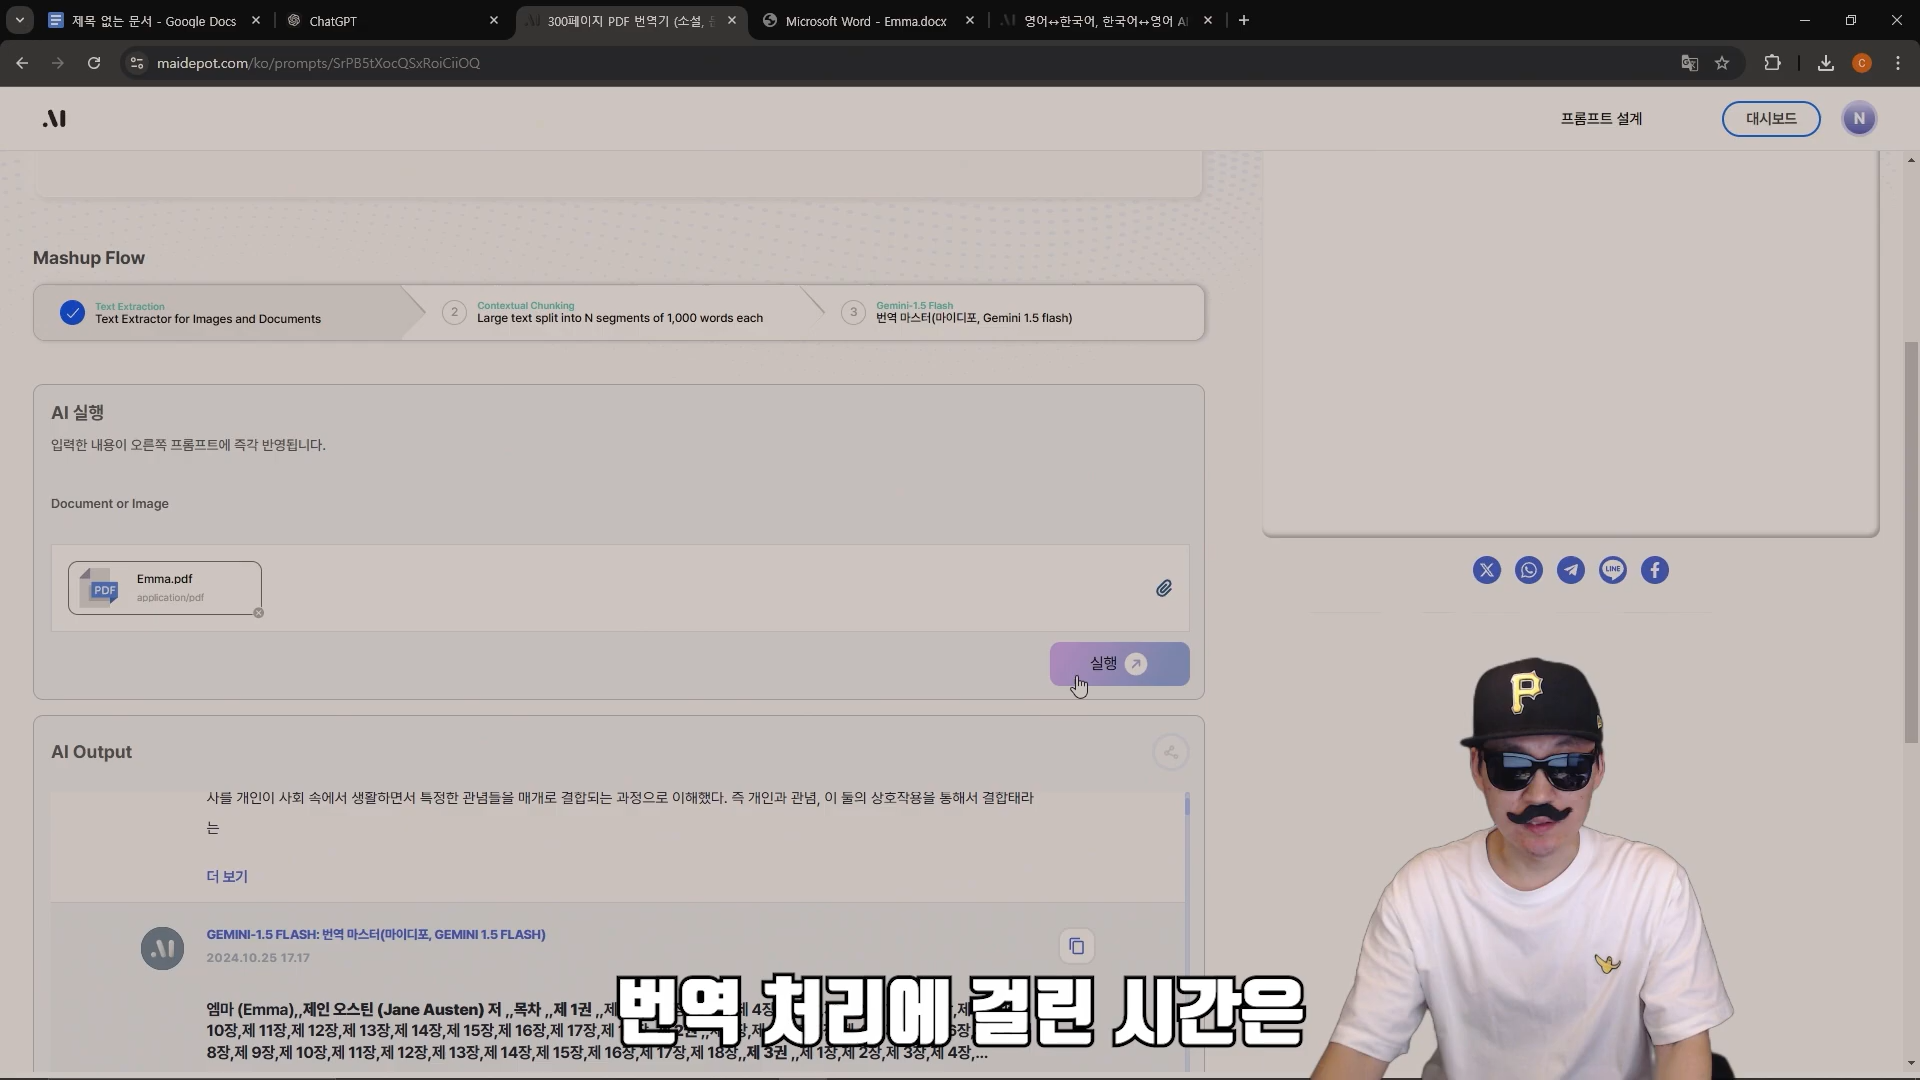 제목 없는 문서 - Google Docs
ChatGPT
300페이지 PDF 번역기 (소설,
Microsoft Word - Emma.docx
영어↔한국어, 한국어↔영어 AI
maidepot.com/ko/prompts/SrPB5tXocQSxRoiCiiOQ
C
AI
프롬프트 설계
대시보드
N
Mashup Flow
Text Extraction
Text Extractor for Images and Documents
2
Contextual Chunking
Large text split into N segments of 1,000 words each
3
Gemini-1.5 Flash
번역 마스터(마이디포, Gemini 1.5 flash)
AI 실행
입력한 내용이 오른쪽 프롬프트에 즉각 반영됩니다.
Document or Image
PDF
Emma.pdf
application/pdf
실행
LINE
P
AI Output
사를 개인이 사회 속에서 생활하면서 특정한 관념들을 매개로 결합되는 과정으로 이해했다. 즉 개인과 관념, 이 둘의 상호작용을 통해서 결합태라
는
더 보기
AI
GEMINI-1.5 FLASH: 번역 마스터(마이디포, GEMINI 1.5 FLASH)
2024.10.25 17.17
엠마 (Emma),,제인 오스틴 (Jane Austen) 저 ,,목차 ,,제 1권 ,,제
10장,제 11장,제 12장,제 13장,제 14장,제 15장,제 16장,제 17장,제
8장,제 9장,제 10장,제 11장,제 12장,제 13장,제 14장,제 15장,제 16장,제 17장,제 18장,,제 3권 ,,제 1장,제 2장,제 3장,제 4장,...
번역 처리에 걸린 시간은